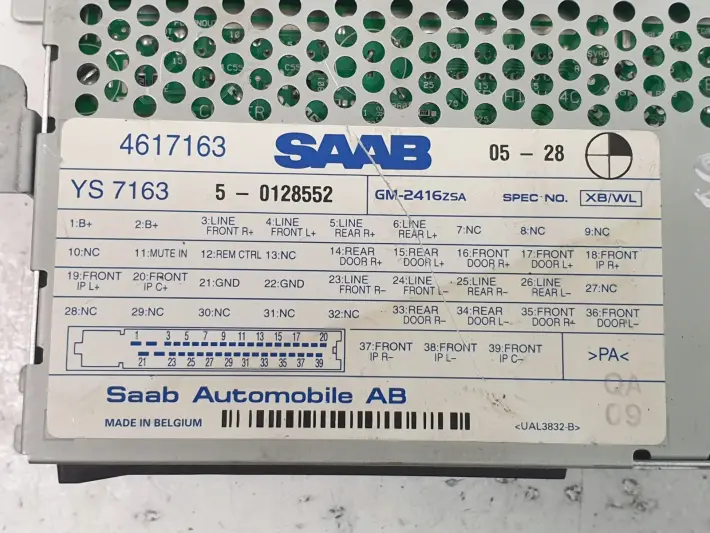 4617163 SAAB 05 – 28
YS 7163 5 – 0128552 GM-2416ZSA SPEC NO. XB/WL
1:B+ 2:B+ 3:LINE FRONT R+ 4:LINE FRONT L+ 5:LINE REAR R+ 6:LINE REAR L+ 7:NC 8:NC 9:NC
10:NC 11:MUTE IN 12:REM CTRL 13:NC 14:REAR DOOR R+ 15:REAR DOOR L+ 16:FRONT DOOR R+ 17:FRONT DOOR L+ 18:FRONT IP R+
19:FRONT IP L+ 20:FRONT IP C+ 21:GND 22:GND 23:LINE FRONT R– 24:LINE FRONT L– 25:LINE REAR R– 26:LINE REAR L– 27:NC
28:NC 29:NC 30:NC 31:NC 32:NC 33:REAR DOOR R– 34:REAR DOOR L– 35:FRONT DOOR R– 36:FRONT DOOR L–
1 3 5 7 9 11 13 15 17 20
21 23 25 27 29 31 33 35 37 39
37:FRONT IP R– 38:FRONT IP L– 39:FRONT IP C– >PA<
Saab Automobile AB
QA
09
MADE IN BELGIUM <UAL3832-B>